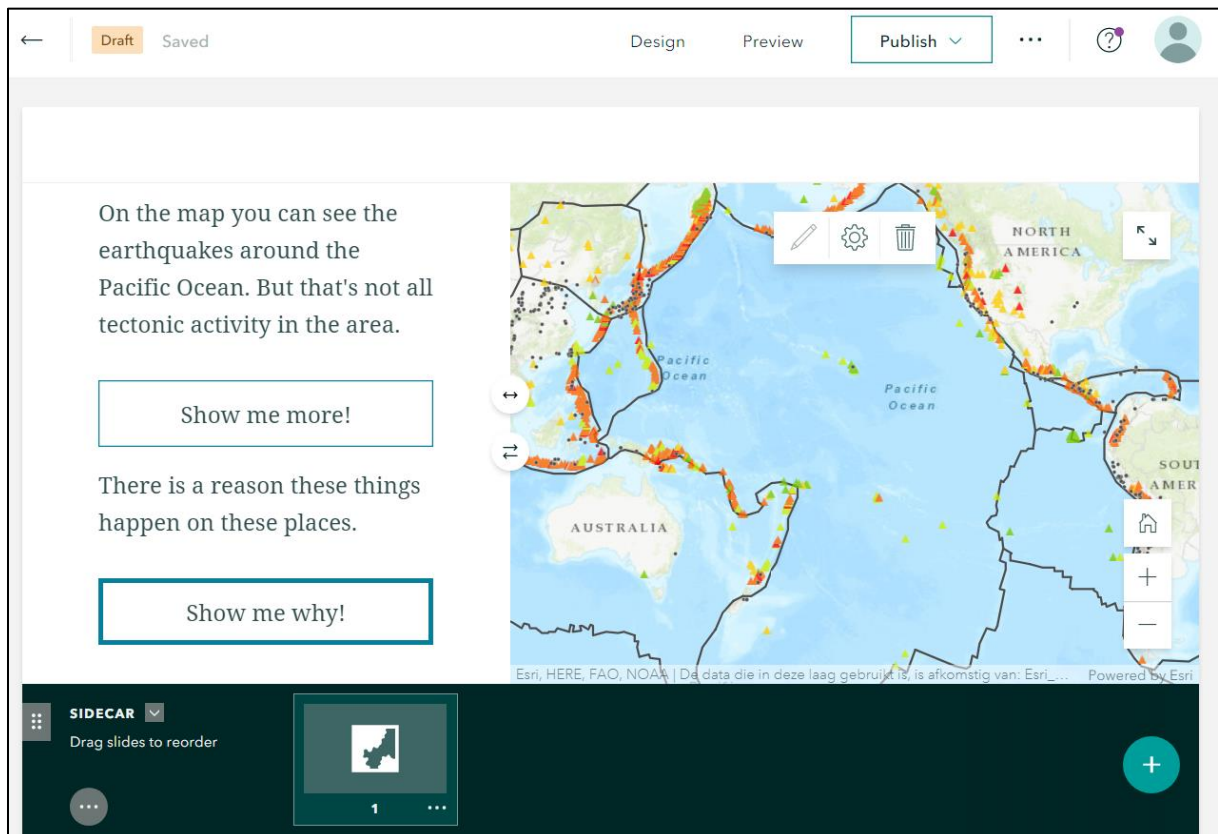 Draft Saved Design Preview Publish
On the map you can see the
earthquakes around the
Pacific Ocean. But that's not all
tectonic activity in the area.
Show me more!
There is a reason these things
happen on these places.
Show me why!
NORTH
AMERICA
Pacific
Ocean
Pacific
Ocean
SOUT
AMER
AUSTRALIA
Esri, HERE, FAO, NOAA | De data die in deze laag gebruikt is, is afkomstig van: Esri_... Powered by Esri
SIDECAR
Drag slides to reorder
1